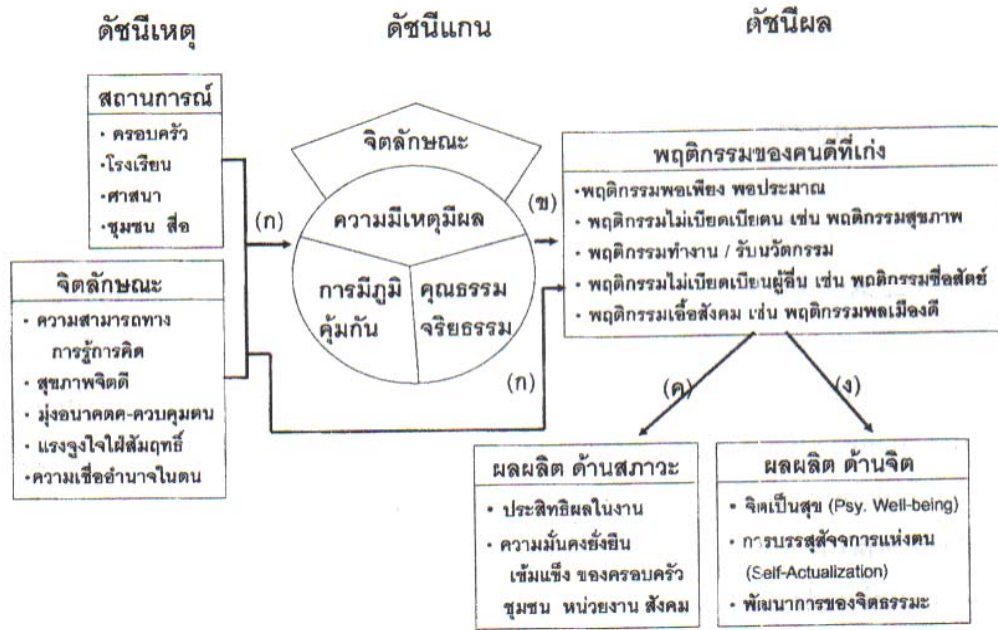 ดัชนีเหตุ
ดัชนีแกน
ดัชนีผล
สถานการณ์
· ครอบครัว
· โรงเรียน
· ศาสนา
· ชุมชน สื่อ
จิตลักษณะ
• ความสามารถทาง
การรู้การคิด
• สุขภาพจิตดี
• มุ่งอนาคตค-ควบคุมตน
• แรงจูงใจใฝ่สัมฤทธิ์
•ความเชื่ออำนาจในตน
(ก)
จิตลักษณะ
ความมีเหตุมีผล
การมีภูมิ
คุ้มกัน
คุณธรรม
จริยธรรม
(ข)
(ก)
พฤติกรรมของคนดีที่เก่ง
•พฤติกรรมพอเพียง พอประมาณ
• พฤติกรรมไม่เบียดเบียตน เช่น พฤติกรรมสุขภาพ
• พฤติกรรมทำงาน / รับนวัตกรรม
• พฤติกรรมไม่เบียดเบียนผู้อื่น เช่น พฤติกรรมซื่อสัตย์
• พฤติกรรมเอื้อสังคม เช่น พฤติกรรมพลเมืองดี
(ค)
(ง)
ผลผลิต ด้านสภาวะ
• ประสิทธิผลในงาน
• ความมั่นคงยั่งยืน
เข้มแข็ง ของครอบครัว
ชุมชน หน่วยงาน สังคม
ผลผลิต ด้านจิต
• จิตเป็นสุข (Psy. Well-being)
• การบรรลุสัจจการแห่งตน
(Self-Actualization)
• พัฒนาการของจิตธรรมะ